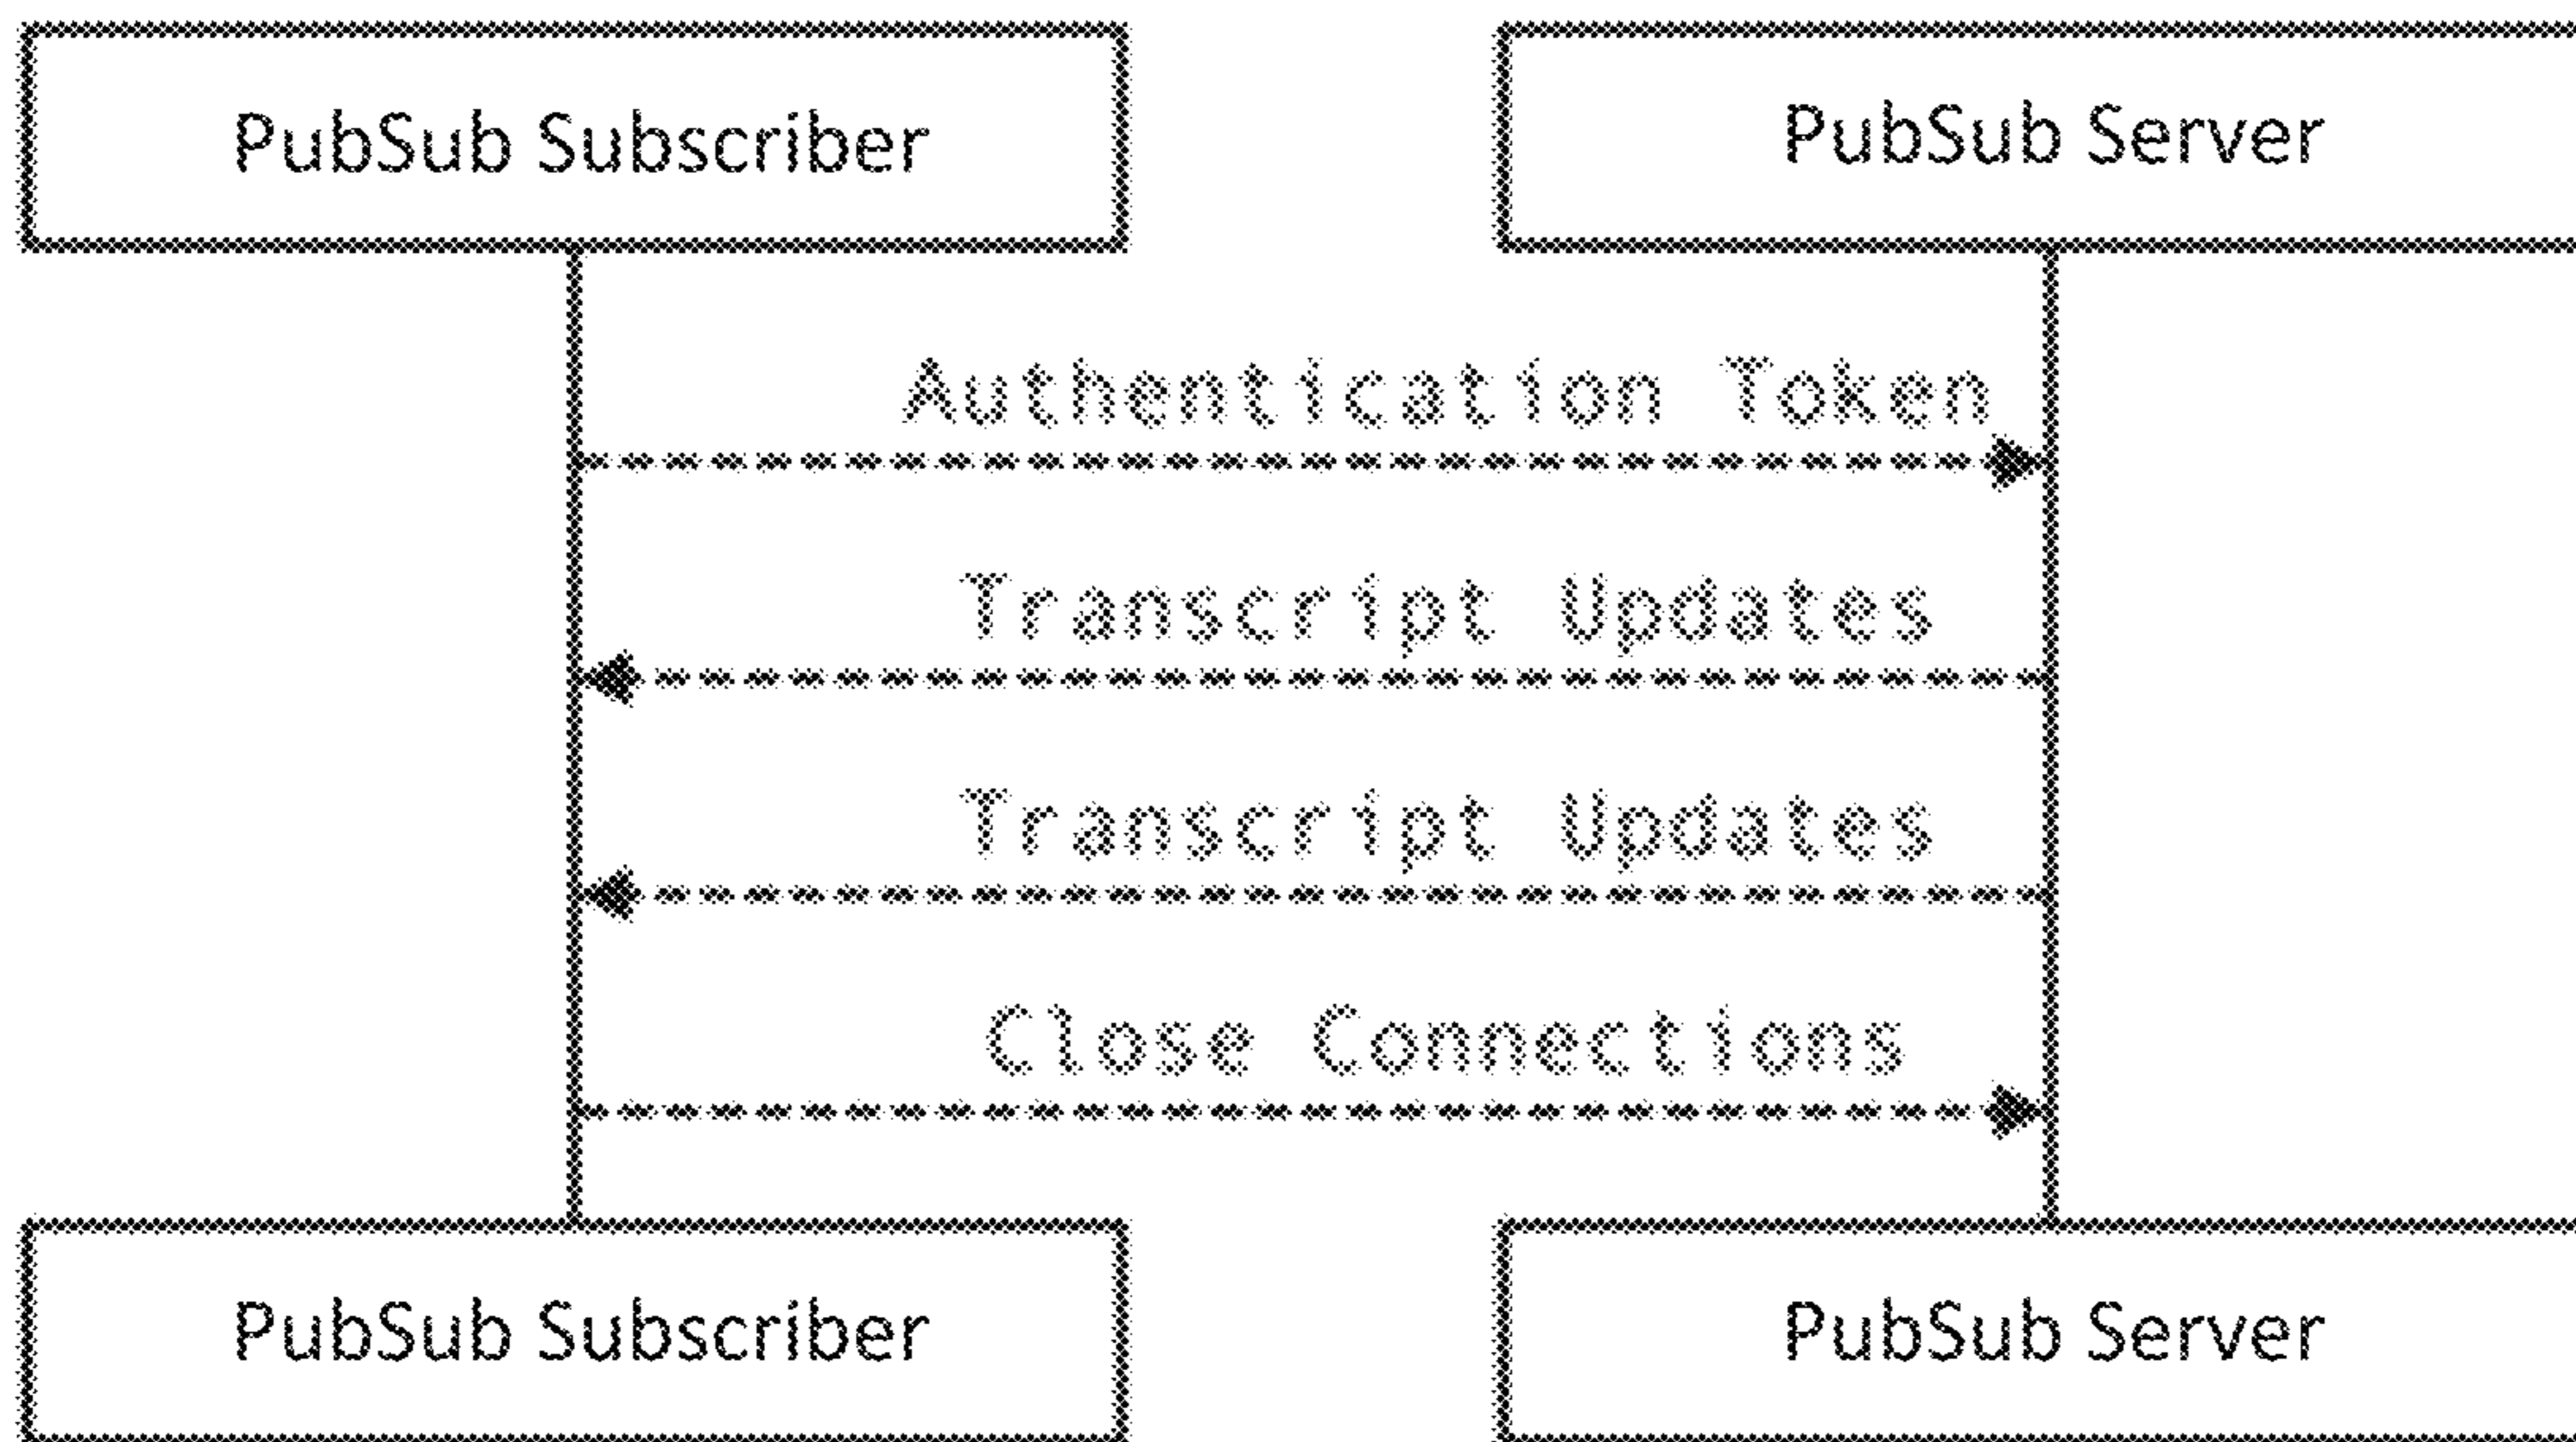 PubSub Subscriber
PubSub Server
Authentication Token
Transcript Updates
Transcript Updates
Close Connections
PubSub Subscriber
PubSub Server